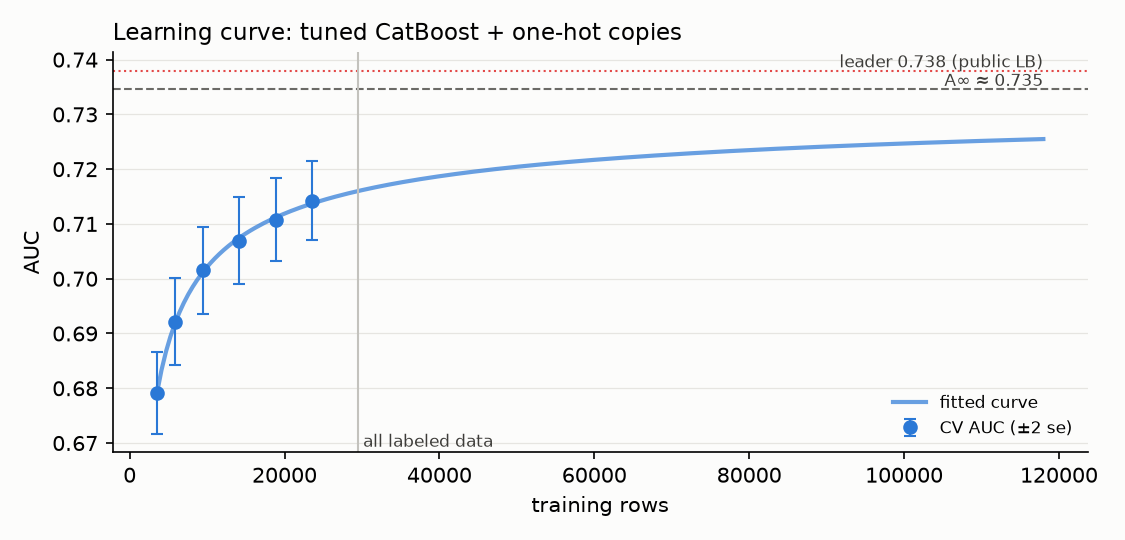 Learning curve: tuned CatBoost + one-hot copies
0.74
0.73
0.72
0.71
0.70
0.69
0.68
0.67
AUC
leader 0.738 (public LB)
A∞ ≈ 0.735
all labeled data
fitted curve
CV AUC (±2 se)
0
20000
40000
60000
80000
100000
120000
training rows